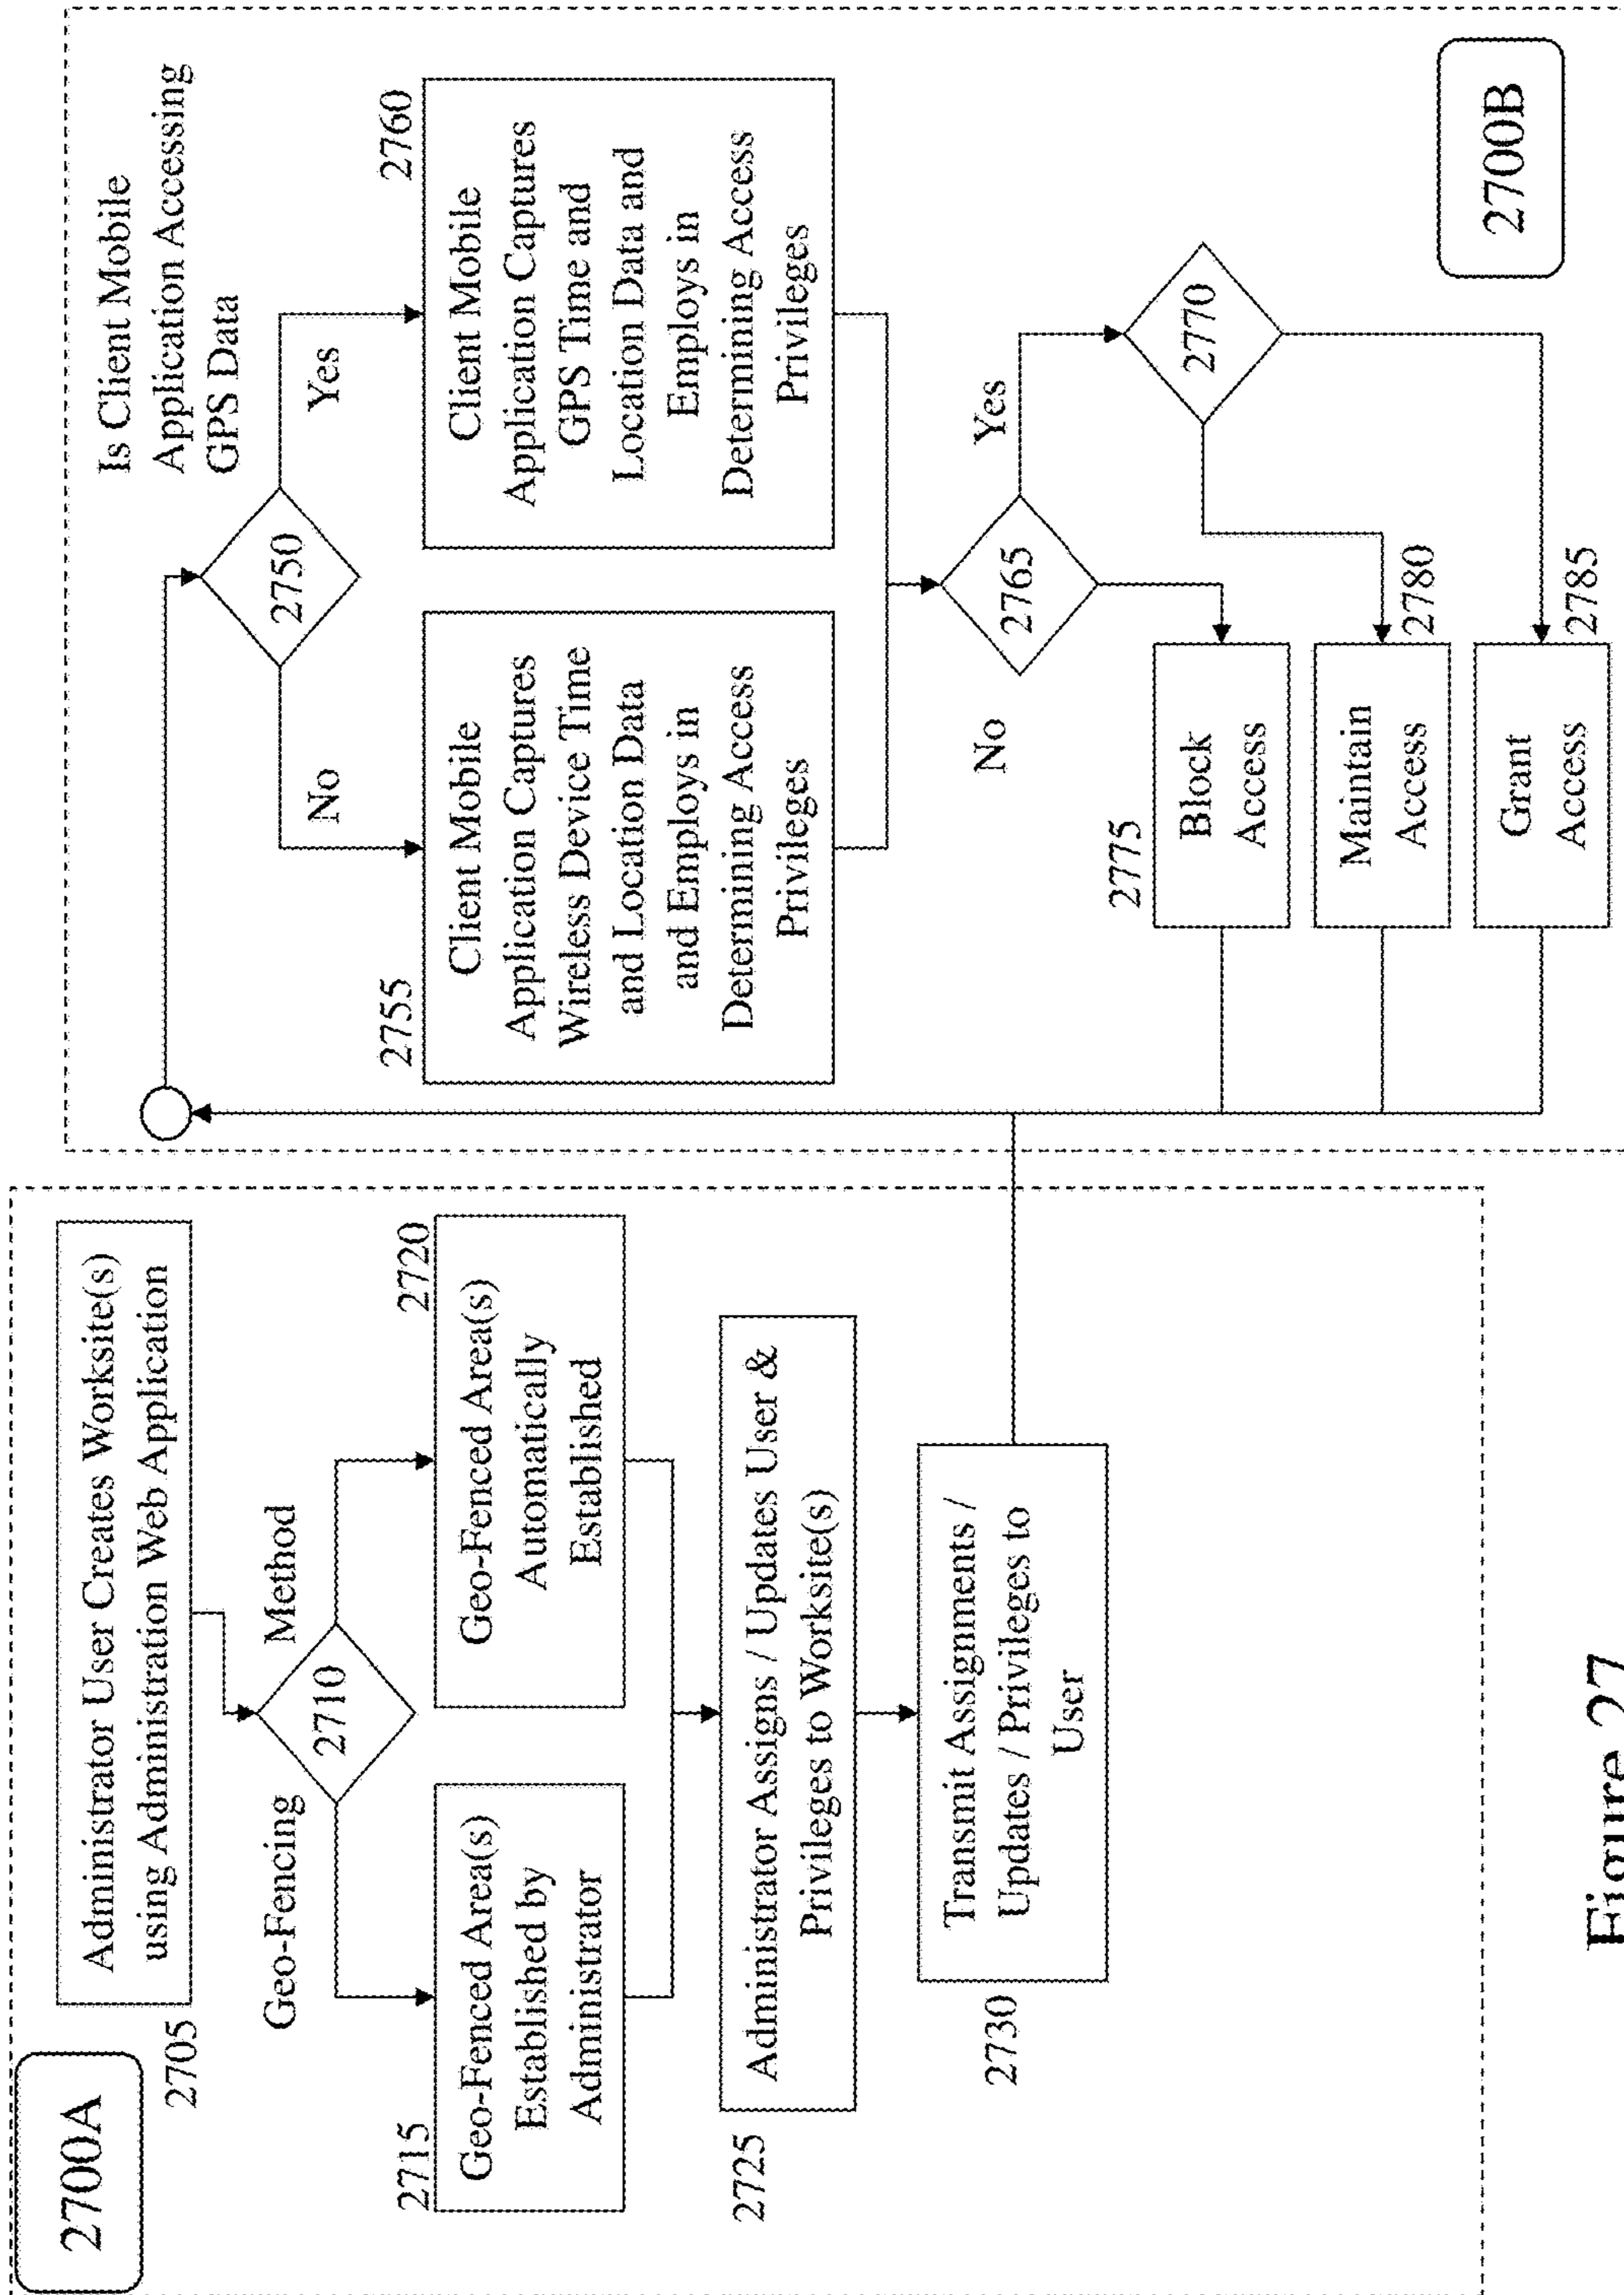 2700A
2705
Administrator User Creates Worksite(s)
using Administration Web Application
Geo-Fencing
Method
2710
2715
Geo-Fenced Area(s)
Established by
Administrator
2720
Geo-Fenced Area(s)
Automatically
Established
2725
Administrator Assigns / Updates User &
Privileges to Worksite(s)
2730
Transmit Assignments /
Updates / Privileges to
User
Is Client Mobile
Application Accessing
GPS Data
2750
No
Yes
2755
Client Mobile
Application Captures
Wireless Device Time
and Location Data
and Employs in
Determining Access
Privileges
2760
Client Mobile
Application Captures
GPS Time and
Location Data and
Employs in
Determining Access
Privileges
2765
No
Yes
2770
2775
Block
Access
Maintain
Access
2780
Grant
Access
2785
2700B
Figure 27